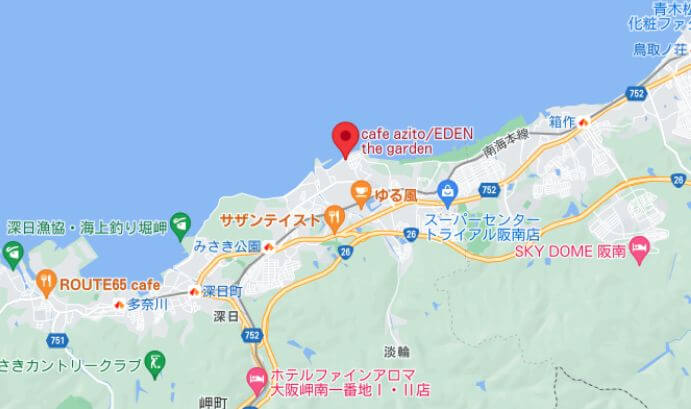 青木松
化粧ファ
鳥取ノ荘
752
箱作
cafe azito/EDEN
the garden
南海本線
ゆる風
752
26
サザンテイスト
スーパーセンター
トライアル阪南店
深日漁協・海上釣り堀岬
みさき公園
26
26
SKY DOME 阪南
ROUTE65 cafe
多奈川
深日町
深日
751
752
淡輪
さきカントリークラブ
ホテルファインアロマ
大阪岬南一番地Ⅰ・Ⅱ店
岬町